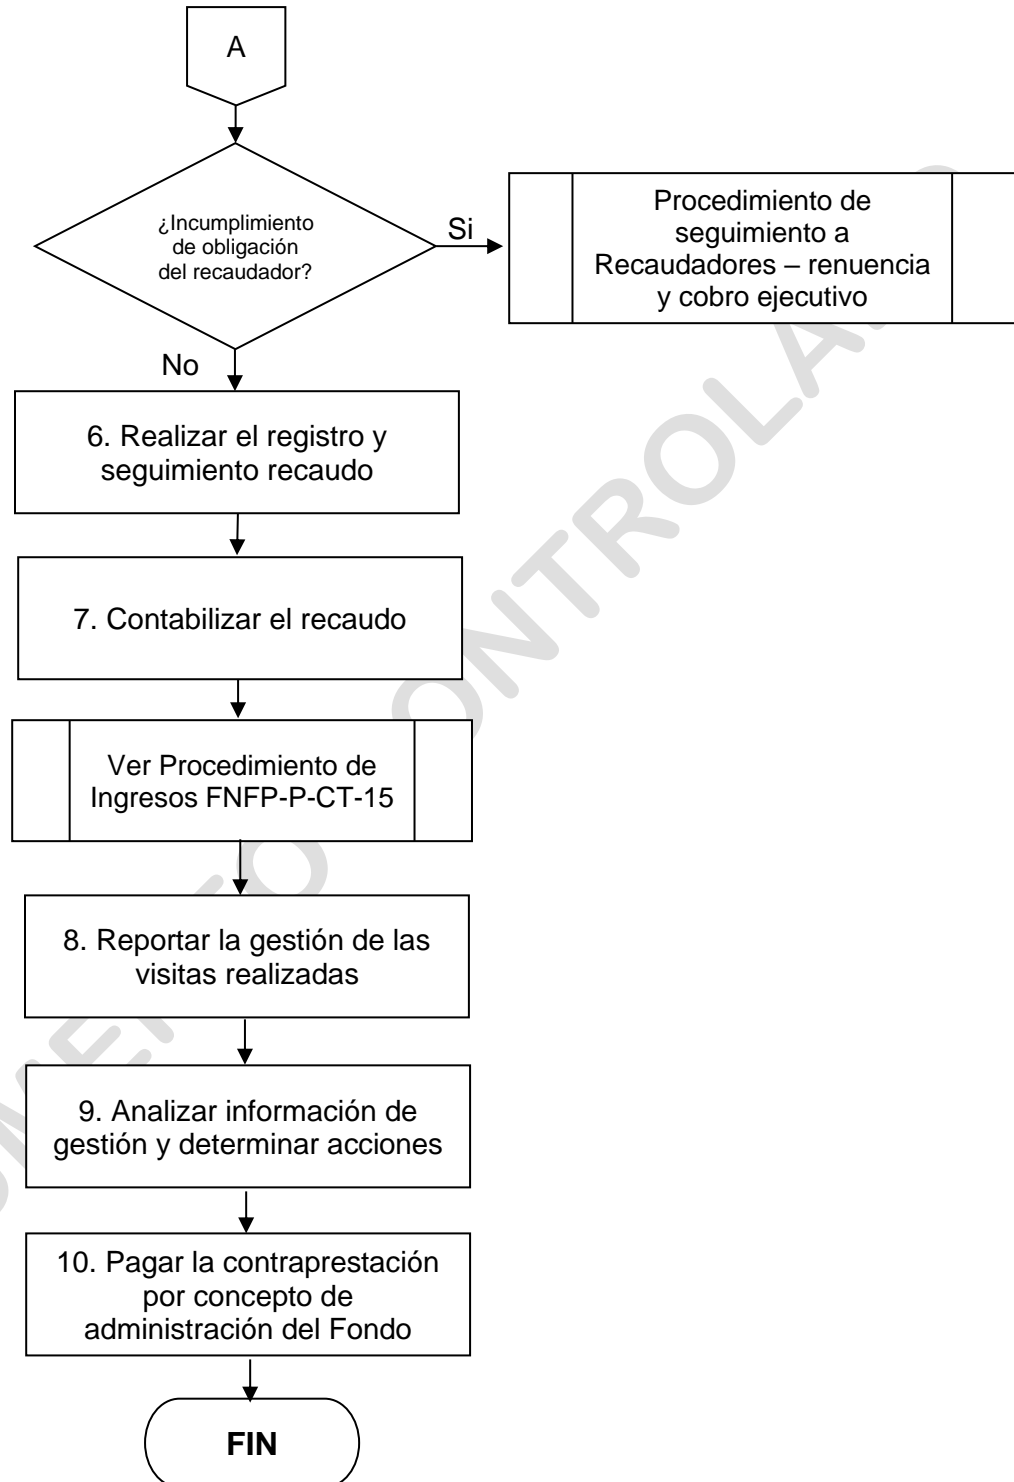 A
¿Incumplimiento
de obligación
del recaudador?
Si
Procedimiento de
seguimiento a
Recaudadores – renuencia
y cobro ejecutivo
No
6. Realizar el registro y
seguimiento recaudo
7. Contabilizar el recaudo
Ver Procedimiento de
Ingresos FNFP-P-CT-15
8. Reportar la gestión de las
visitas realizadas
9. Analizar información de
gestión y determinar acciones
10. Pagar la contraprestación
por concepto de
administración del Fondo
FIN